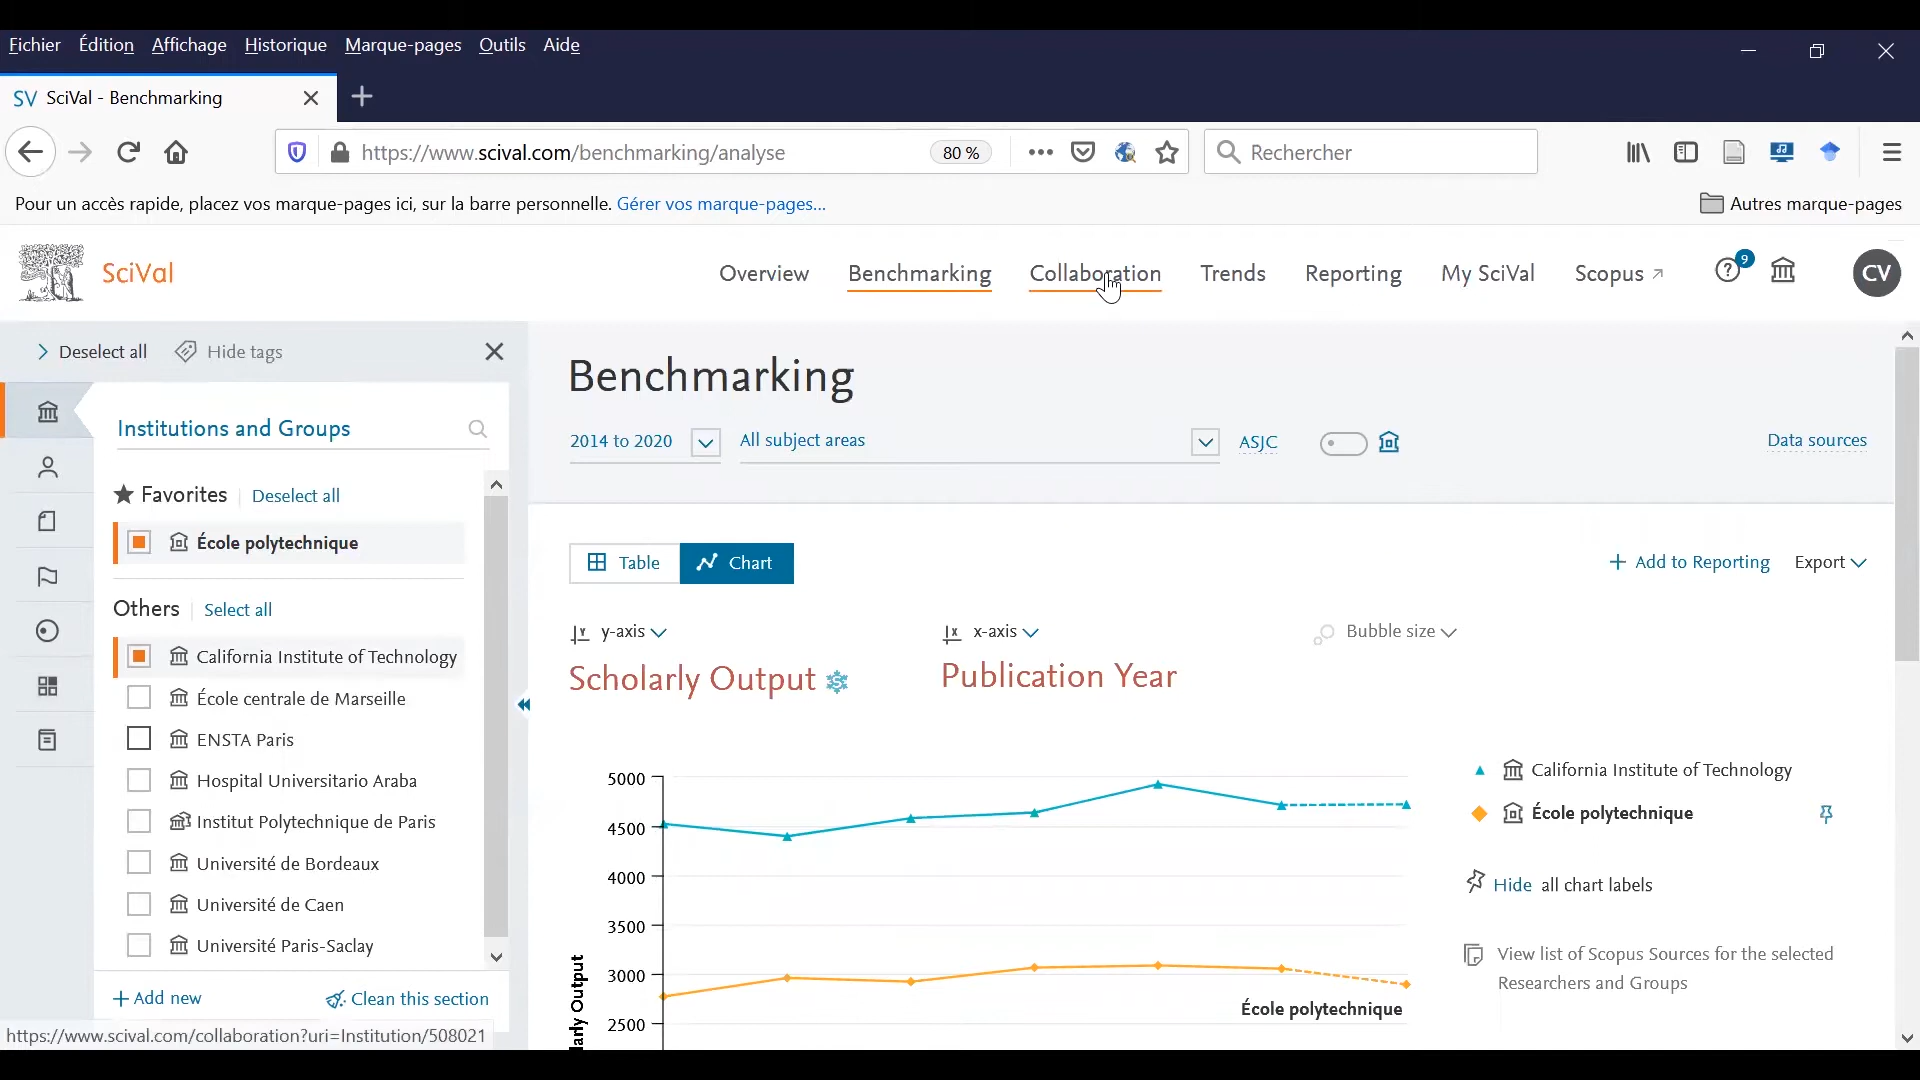 Fichier Édition Affichage Historique Marque-pages Outils Aide
SV SciVal - Benchmarking
https://www.scival.com/benchmarking/analyse 80 % Rechercher
Pour un accès rapide, placez vos marque-pages ici, sur la barre personnelle. Gérer vos marque-pages... Autres marque-pages
SciVal Overview Benchmarking Collaboration Trends Reporting My SciVal Scopus 9 CV
Deselect all Hide tags
Benchmarking
Institutions and Groups
2014 to 2020 All subject areas ASJC Data sources
Favorites Deselect all
École polytechnique
Table Chart + Add to Reporting Export
Others Select all
y-axis x-axis Bubble size
Scholarly Output Publication Year
California Institute of Technology
École centrale de Marseille
ENSTA Paris
Hospital Universitario Araba
Institut Polytechnique de Paris
Université de Bordeaux
Université de Caen
Université Paris-Saclay
+ Add new Clean this section
https://www.scival.com/collaboration?uri=Institution/508021
5000
4500
4000
3500
3000
2500
larly Output
École polytechnique
California Institute of Technology
École polytechnique
Hide all chart labels
View list of Scopus Sources for the selected
Researchers and Groups